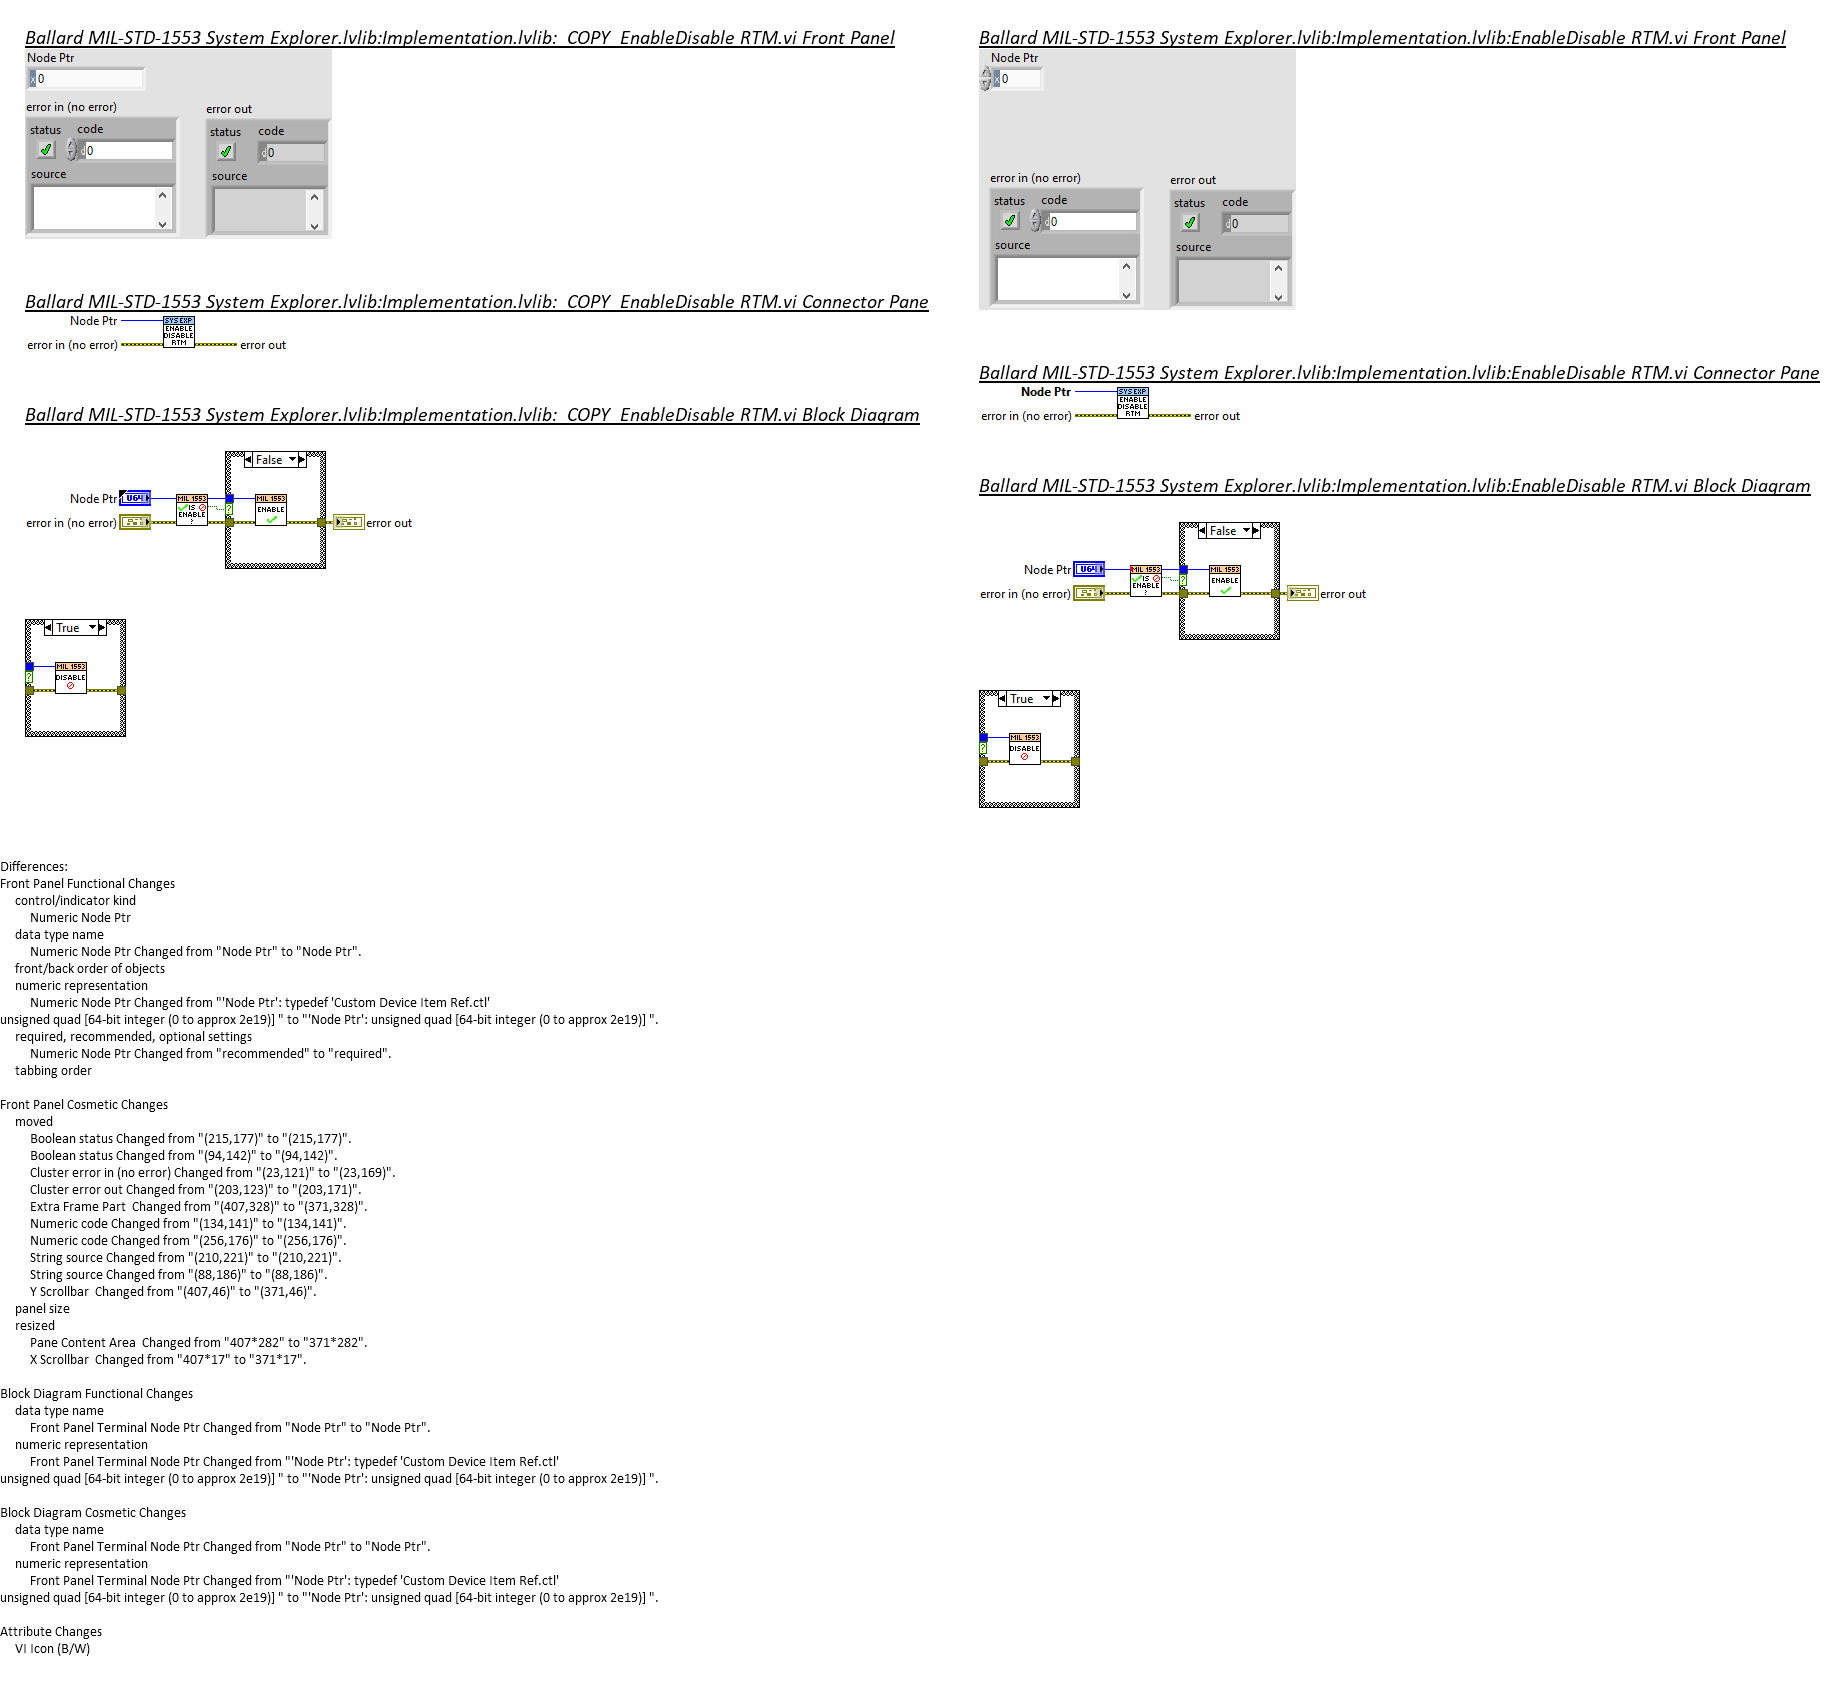 Ballard MIL-STD-1553 System Explorer.lvlib:Implementation.lvlib:_COPY_EnableDisable RTM.vi Front Panel
Node Ptr
x 0
error in (no error)
error out
status code
d 0
source
status code
d 0
source
Ballard MIL-STD-1553 System Explorer.lvlib:Implementation.lvlib:_COPY_EnableDisable RTM.vi Connector Pane
Node Ptr
SYS EXP
ENABLE
DISABLE
RTM
error in (no error)
error out
Ballard MIL-STD-1553 System Explorer.lvlib:Implementation.lvlib:_COPY_EnableDisable RTM.vi Block Diagram
False
Node Ptr
U64
MIL 1553
IS
ENABLE
?
?
MIL 1553
ENABLE
error in (no error)
error out
True
MIL 1553
DISABLE
?
Ballard MIL-STD-1553 System Explorer.lvlib:Implementation.lvlib:EnableDisable RTM.vi Front Panel
Node Ptr
x 0
error in (no error)
error out
status code
d 0
source
status code
d 0
source
Ballard MIL-STD-1553 System Explorer.lvlib:Implementation.lvlib:EnableDisable RTM.vi Connector Pane
Node Ptr
SYS EXP
ENABLE
DISABLE
RTM
error in (no error)
error out
Ballard MIL-STD-1553 System Explorer.lvlib:Implementation.lvlib:EnableDisable RTM.vi Block Diagram
False
Node Ptr
U64
MIL 1553
IS
ENABLE
?
?
MIL 1553
ENABLE
error in (no error)
error out
True
MIL 1553
DISABLE
?
Differences:
Front Panel Functional Changes
control/indicator kind
Numeric Node Ptr
data type name
Numeric Node Ptr Changed from "Node Ptr" to "Node Ptr".
front/back order of objects
numeric representation
Numeric Node Ptr Changed from "'Node Ptr': typedef 'Custom Device Item Ref.ctl'
unsigned quad [64-bit integer (0 to approx 2e19)] " to "'Node Ptr': unsigned quad [64-bit integer (0 to approx 2e19)] ".
required, recommended, optional settings
Numeric Node Ptr Changed from "recommended" to "required".
tabbing order
Front Panel Cosmetic Changes
moved
Boolean status Changed from "(215,177)" to "(215,177)".
Boolean status Changed from "(94,142)" to "(94,142)".
Cluster error in (no error) Changed from "(23,121)" to "(23,169)".
Cluster error out Changed from "(203,123)" to "(203,171)".
Extra Frame Part  Changed from "(407,328)" to "(371,328)".
Numeric code Changed from "(134,141)" to "(134,141)".
Numeric code Changed from "(256,176)" to "(256,176)".
String source Changed from "(210,221)" to "(210,221)".
String source Changed from "(88,186)" to "(88,186)".
Y Scrollbar  Changed from "(407,46)" to "(371,46)".
panel size
resized
Pane Content Area  Changed from "407*282" to "371*282".
X Scrollbar  Changed from "407*17" to "371*17".
Block Diagram Functional Changes
data type name
Front Panel Terminal Node Ptr Changed from "Node Ptr" to "Node Ptr".
numeric representation
Front Panel Terminal Node Ptr Changed from "'Node Ptr': typedef 'Custom Device Item Ref.ctl'
unsigned quad [64-bit integer (0 to approx 2e19)] " to "'Node Ptr': unsigned quad [64-bit integer (0 to approx 2e19)] ".
Block Diagram Cosmetic Changes
data type name
Front Panel Terminal Node Ptr Changed from "Node Ptr" to "Node Ptr".
numeric representation
Front Panel Terminal Node Ptr Changed from "'Node Ptr': typedef 'Custom Device Item Ref.ctl'
unsigned quad [64-bit integer (0 to approx 2e19)] " to "'Node Ptr': unsigned quad [64-bit integer (0 to approx 2e19)] ".
Attribute Changes
VI Icon (B/W)